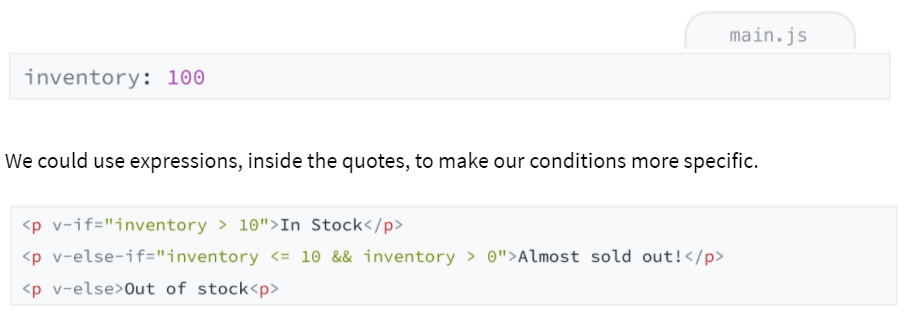 main.js
inventory: 100
We could use expressions, inside the quotes, to make our conditions more specific.
<p v-if="inventory > 10">In Stock</p>
<p v-else-if="inventory <= 10 && inventory > 0">Almost sold out!</p>
<p v-else>Out of stock<p>